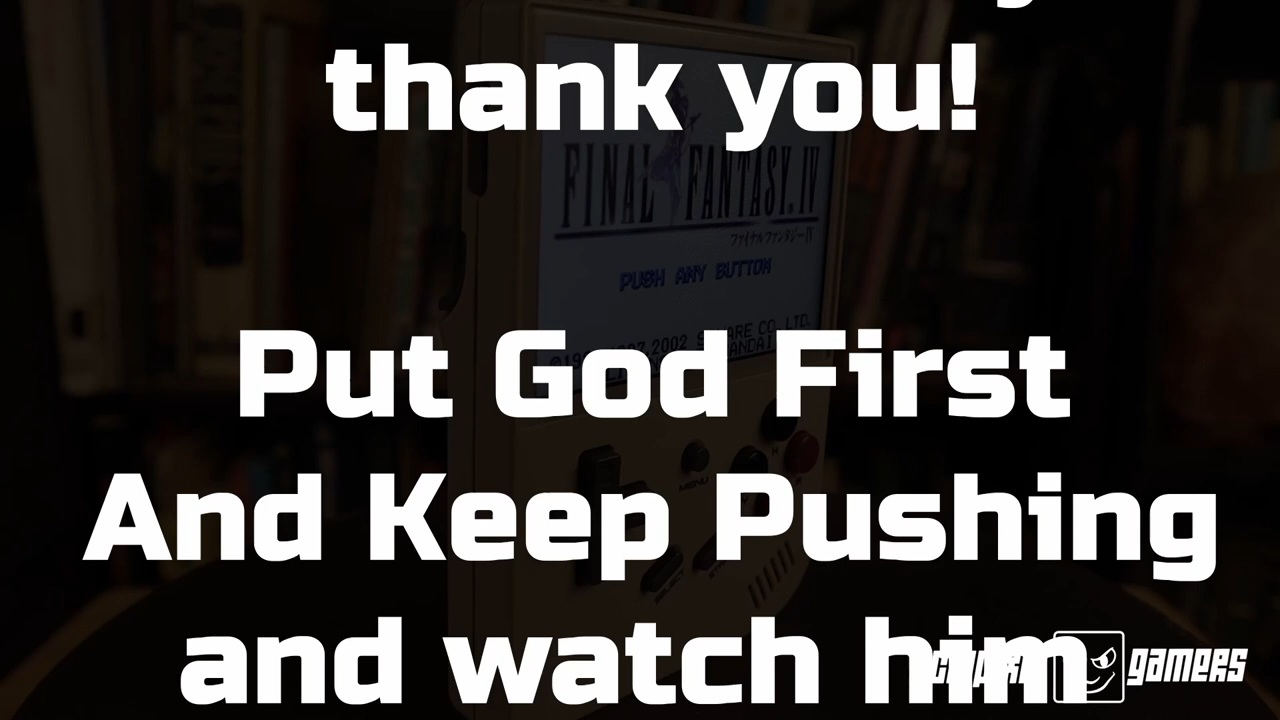 thank you!
FINAL FANTASY IV
ファイナルファンタジーIV
PUSH ANY BUTTON
Put God First
And Keep Pushing
MENU
and watch him
gamers